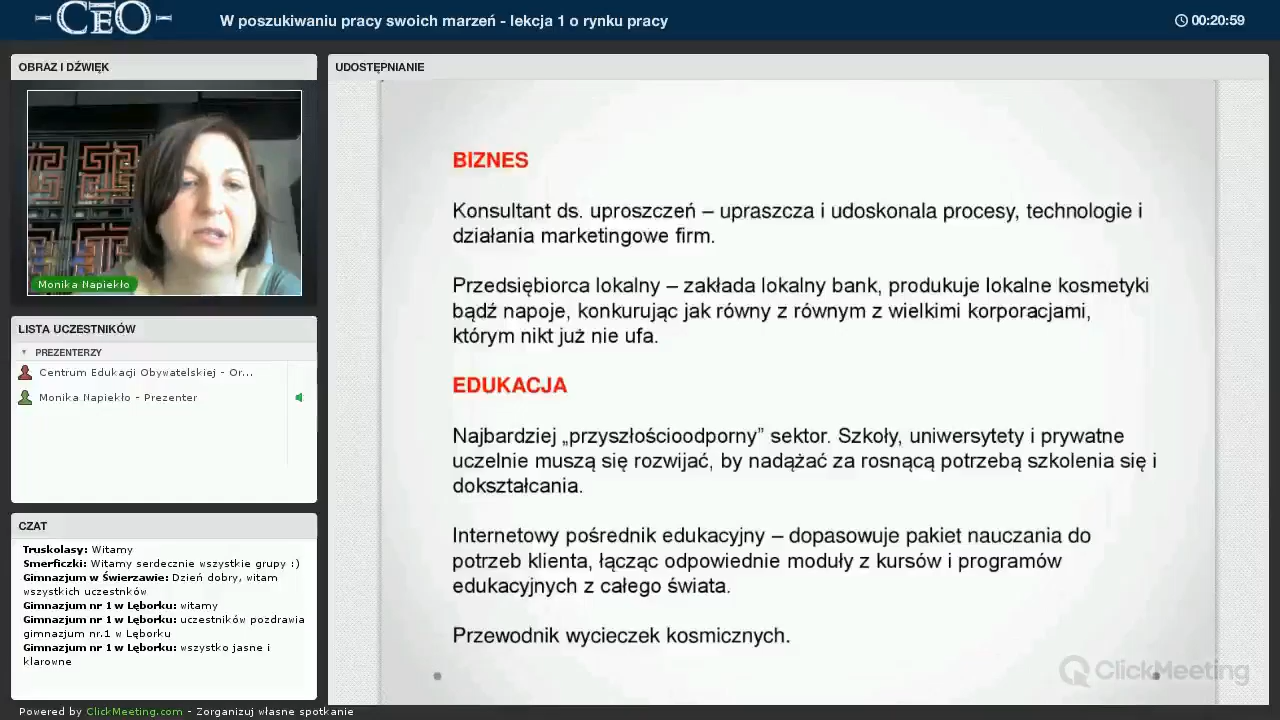 CEO
W poszukiwaniu pracy swoich marzeń - lekcja 1 o rynku pracy
00:20:59
OBRAZ I DŹWIĘK
Monika Napiekło
LISTA UCZESTNIKÓW
PREZENTERZY
Centrum Edukacji Obywatelskiej - Or...
Monika Napiekło - Prezenter
CZAT
Truskolasy: Witamy
Smerficzki: Witamy serdecznie wszystkie grupy :)
Gimnazjum w Świerzawie: Dzień dobry, witam
wszystkich uczestnków
Gimnazjum nr 1 w Lęborku: witamy
Gimnazjum nr 1 w Lęborku: uczestników pozdrawia
gimnazjum nr.1 w Lęborku
Gimnazjum nr 1 w Lęborku: wszystko jasne i
klarowne
UDOSTĘPNIANIE
BIZNES
Konsultant ds. uproszczeń – upraszcza i udoskonala procesy, technologie i
działania marketingowe firm.
Przedsiębiorca lokalny – zakłada lokalny bank, produkuje lokalne kosmetyki
bądź napoje, konkurując jak równy z równym z wielkimi korporacjami,
którym nikt już nie ufa.
EDUKACJA
Najbardziej „przyszłościoodporny” sektor. Szkoły, uniwersytety i prywatne
uczelnie muszą się rozwijać, by nadążać za rosnącą potrzebą szkolenia się i
dokształcania.
Internetowy pośrednik edukacyjny – dopasowuje pakiet nauczania do
potrzeb klienta, łącząc odpowiednie moduły z kursów i programów
edukacyjnych z całego świata.
Przewodnik wycieczek kosmicznych.
ClickMeeting
Powered by ClickMeeting.com - Zorganizuj własne spotkanie